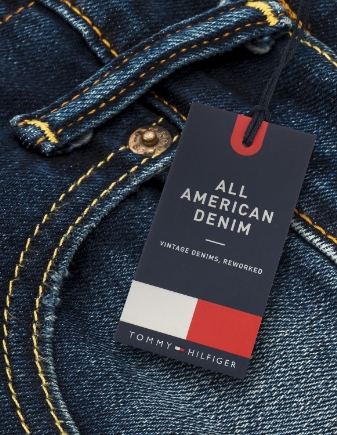 ALL
AMERICAN
DENIM
VINTAGE DENIMS, REWORKED
TOMMY HILFIGER